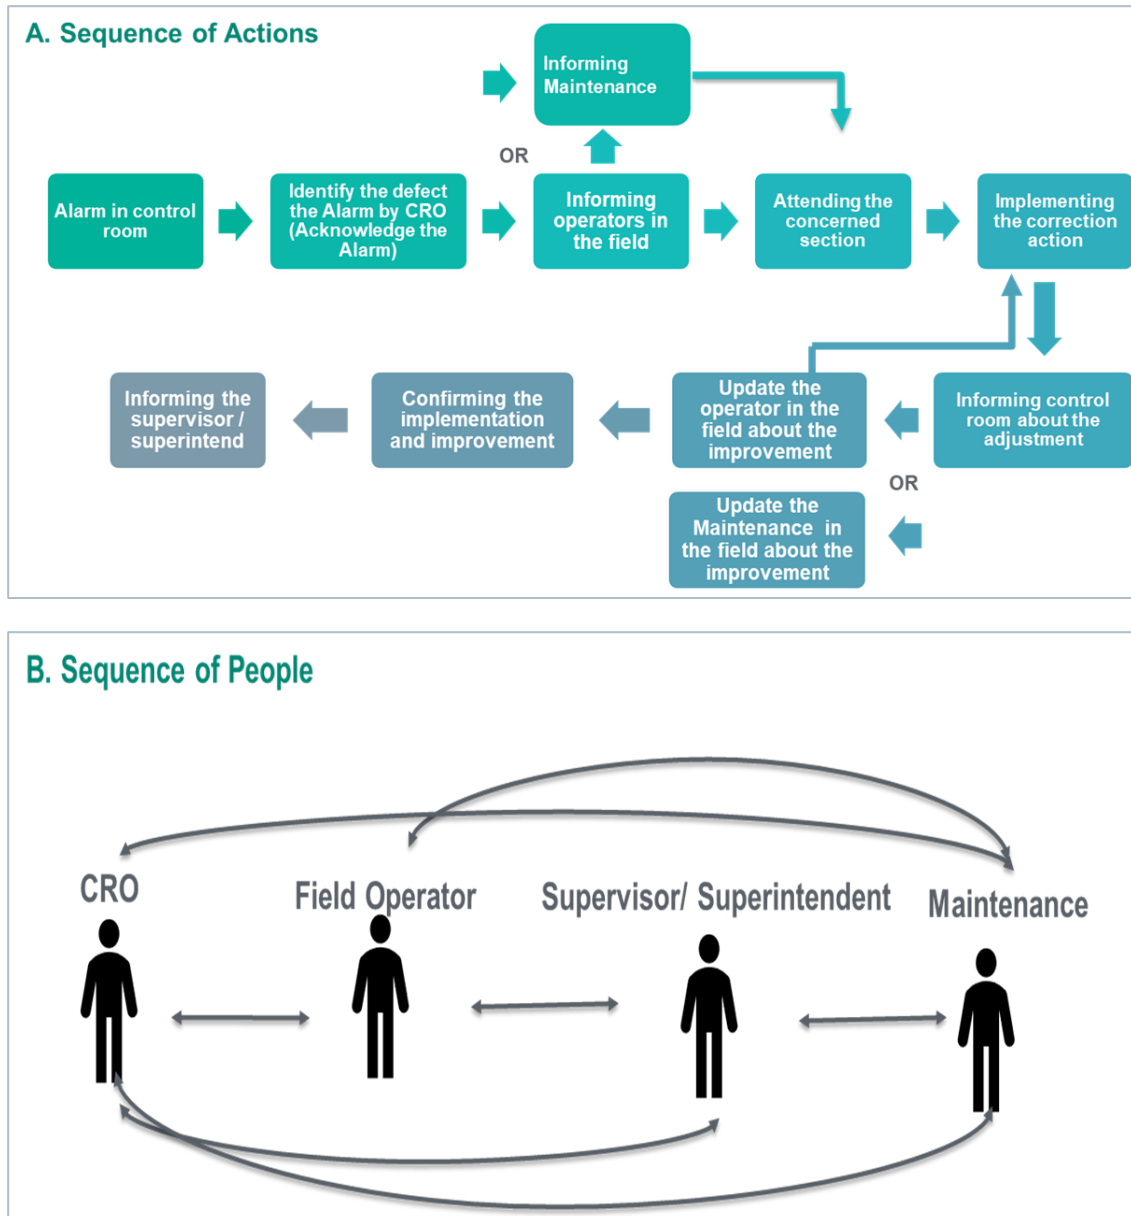 A. Sequence of Actions
Informing
Maintenance
OR
Alarm in control
room
Identify the defect
the Alarm by CRO
(Acknowledge the
Alarm)
Informing
operators in
the field
Attending the
concerned
section
Implementing
the correction
action
Informing the
supervisor /
superintend
Confirming the
implementation
and improvement
Update the
operator in the
field about the
improvement
Informing control
room about the
adjustment
OR
Update the
Maintenance in
the field about the
improvement
B. Sequence of People
CRO
Field Operator
Supervisor/ Superintendent
Maintenance